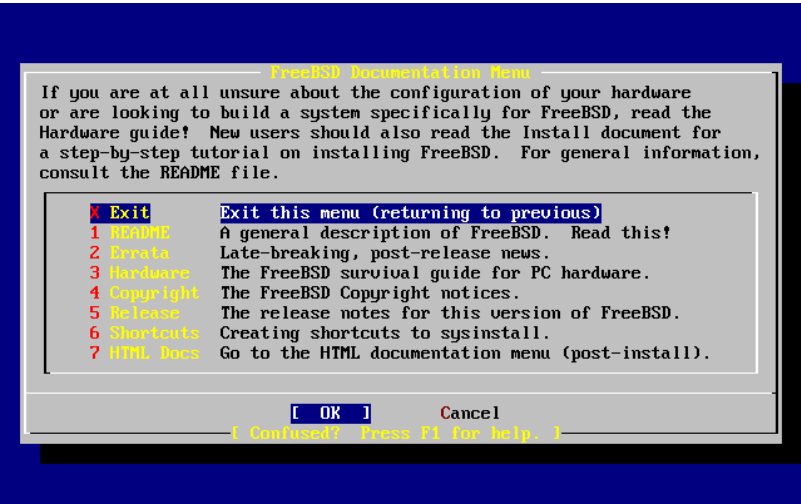 FreeBSD Documentation Menu
If you are at all unsure about the configuration of your hardware
or are looking to build a system specifically for FreeBSD, read the
Hardware guide!  New users should also read the Install document for
a step-by-step tutorial on installing FreeBSD.  For general information,
consult the README file.
X Exit       Exit this menu (returning to previous)
1 README     A general description of FreeBSD.  Read this!
2 Errata     Late-breaking, post-release news.
3 Hardware   The FreeBSD survival guide for PC hardware.
4 Copyright  The FreeBSD Copyright notices.
5 Release    The release notes for this version of FreeBSD.
6 Shortcuts  Creating shortcuts to sysinstall.
7 HTML Docs  Go to the HTML documentation menu (post-install).
[  OK  ]       Cancel
[ Confused?  Press F1 for help. ]